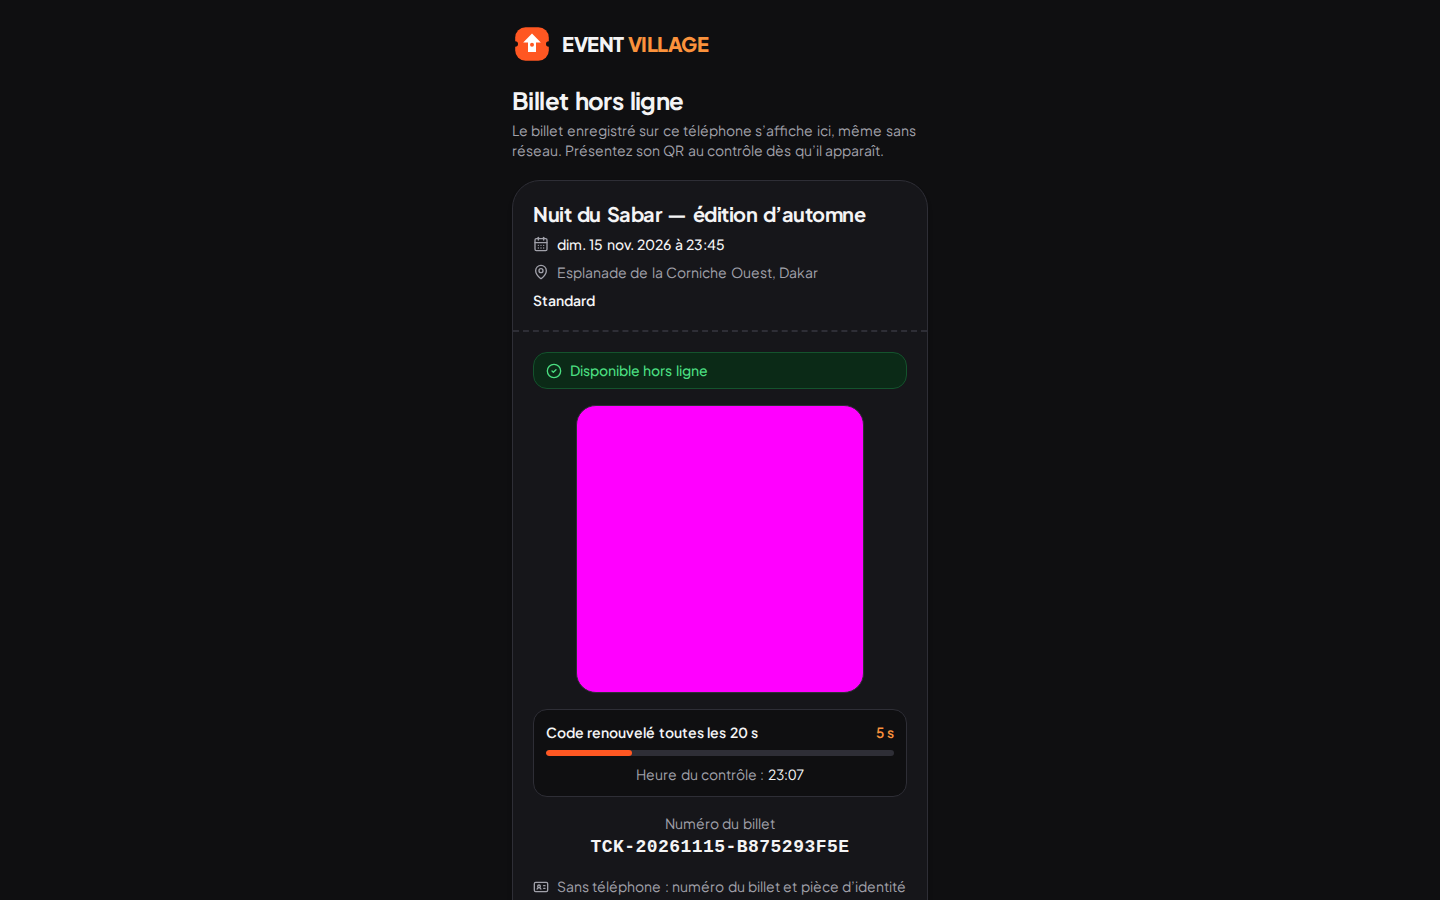 EVENT VILLAGE
Billet hors ligne
Le billet enregistré sur ce téléphone s’affiche ici, même sans
réseau. Présentez son QR au contrôle dès qu’il apparaît.
Nuit du Sabar — édition d’automne
dim. 15 nov. 2026 à 23:45
Esplanade de la Corniche Ouest, Dakar
Standard
Disponible hors ligne
Code renouvelé toutes les 20 s 5 s
Heure du contrôle : 23:07
Numéro du billet
TCK-20261115-B875293F5E
Sans téléphone : numéro du billet et pièce d’identité